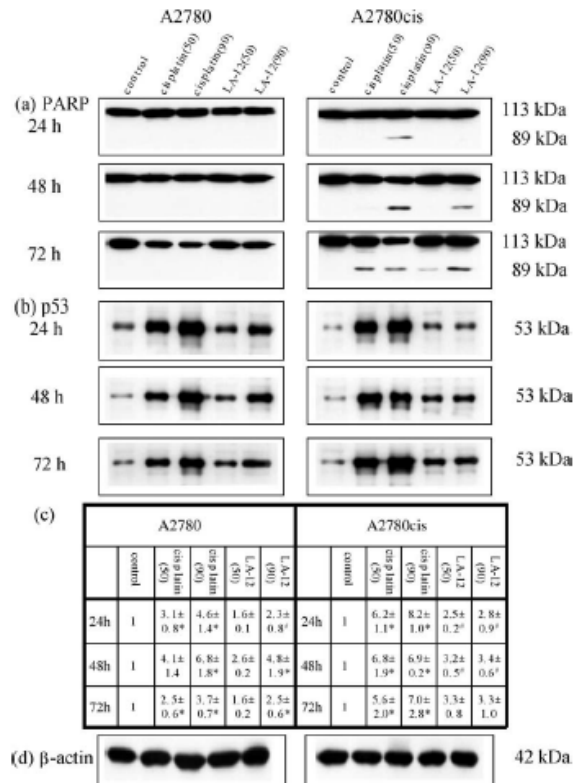 A2780 A2780cis
control cisplatin(50) cisplatin(90) LA-12(50) LA-12(90) control cisplatin(50) cisplatin(90) LA-12(50) LA-12(90)
(a) PARP 113 kDa
24 h 89 kDa
48 h 113 kDa
89 kDa
72 h 113 kDa
89 kDa
(b) p53
24 h 53 kDa
48 h 53 kDa
72 h 53 kDa
(c)
A2780 A2780cis
control cisplatin (50) cisplatin (90) LA-12 (50) LA-12 (90) control cisplatin (50) cisplatin (90) LA-12 (50) LA-12 (90)
24h 1 3.1± 4.6± 1.6± 2.3± 24h 1 6.2± 8.2± 2.5± 2.8±
0.8* 1.4* 0.1 0.8# 1.1* 1.0* 0.2# 0.9#
48h 1 4.1± 6.8± 2.6± 4.8± 48h 1 6.8± 6.9± 3.2± 3.4±
1.4 1.8* 0.2 1.9* 1.9* 0.2* 0.5# 0.6#
72h 1 2.5± 3.7± 1.6± 2.5± 72h 1 5.6± 7.0± 3.3± 3.3±
0.6* 0.7* 0.2 0.6* 2.0* 2.8* 0.8 1.0
(d) β-actin 42 kDa